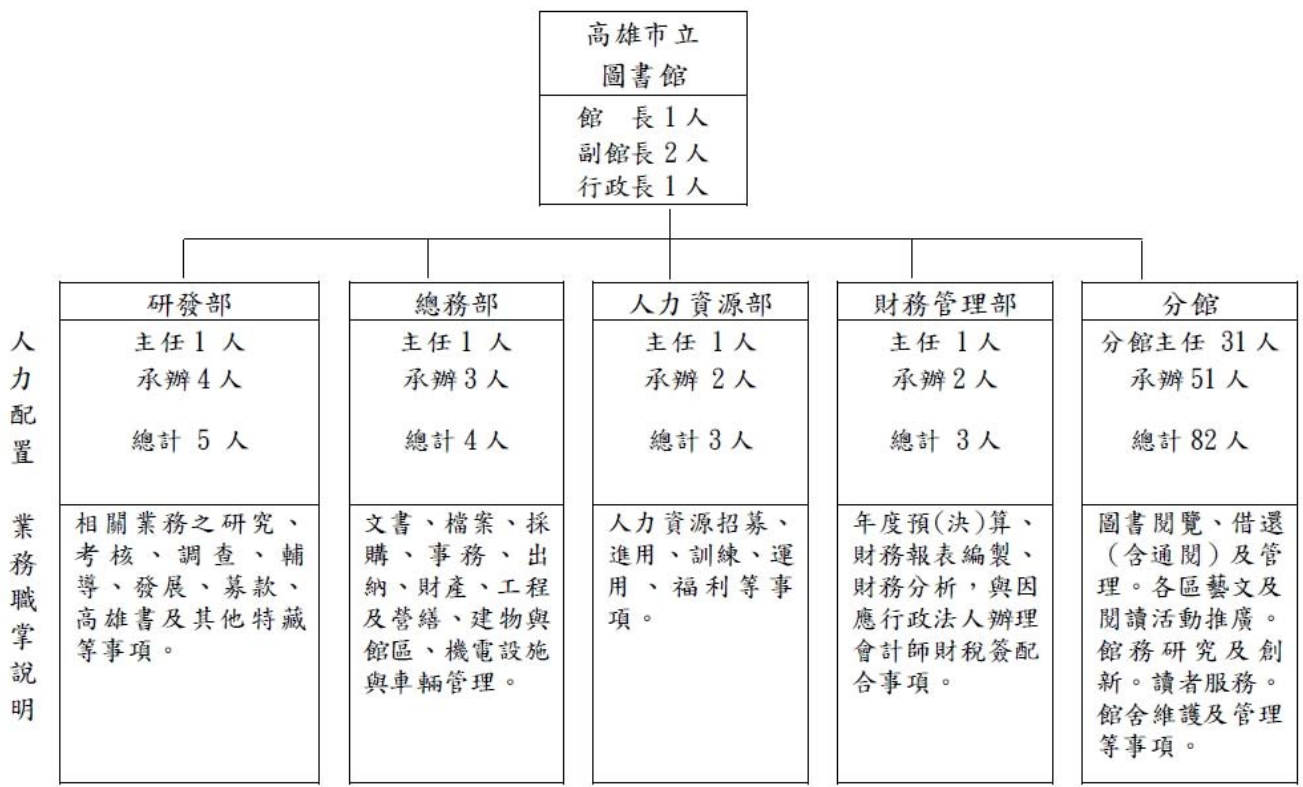 高雄市立
圖書館
館 長 1 人
副館長 2 人
行政長 1 人
人力配置
研發部
主任 1 人
承辦 4 人
總計 5 人
總務部
主任 1 人
承辦 3 人
總計 4 人
人力資源部
主任 1 人
承辦 2 人
總計 3 人
財務管理部
主任 1 人
承辦 2 人
總計 3 人
分館
分館主任 31 人
承辦 51 人
總計 82 人
業務職掌說明
相關業務之研究、
考核、調查、輔
導、發展、募款、
高雄書及其他特藏
等事項。
文書、檔案、採
購、事務、出
納、財產、工程
及營繕、建物與
館區、機電設施
與車輛管理。
人力資源招募、
進用、訓練、運
用、福利等事
項。
年度預(決)算、
財務報表編製、
財務分析，與因
應行政法人辦理
會計師財稅簽配
合事項。
圖書閱覽、借還
（含通閱）及管
理。各區藝文及
閱讀活動推廣。
館務研究及創
新。讀者服務。
館舍維護及管理
等事項。